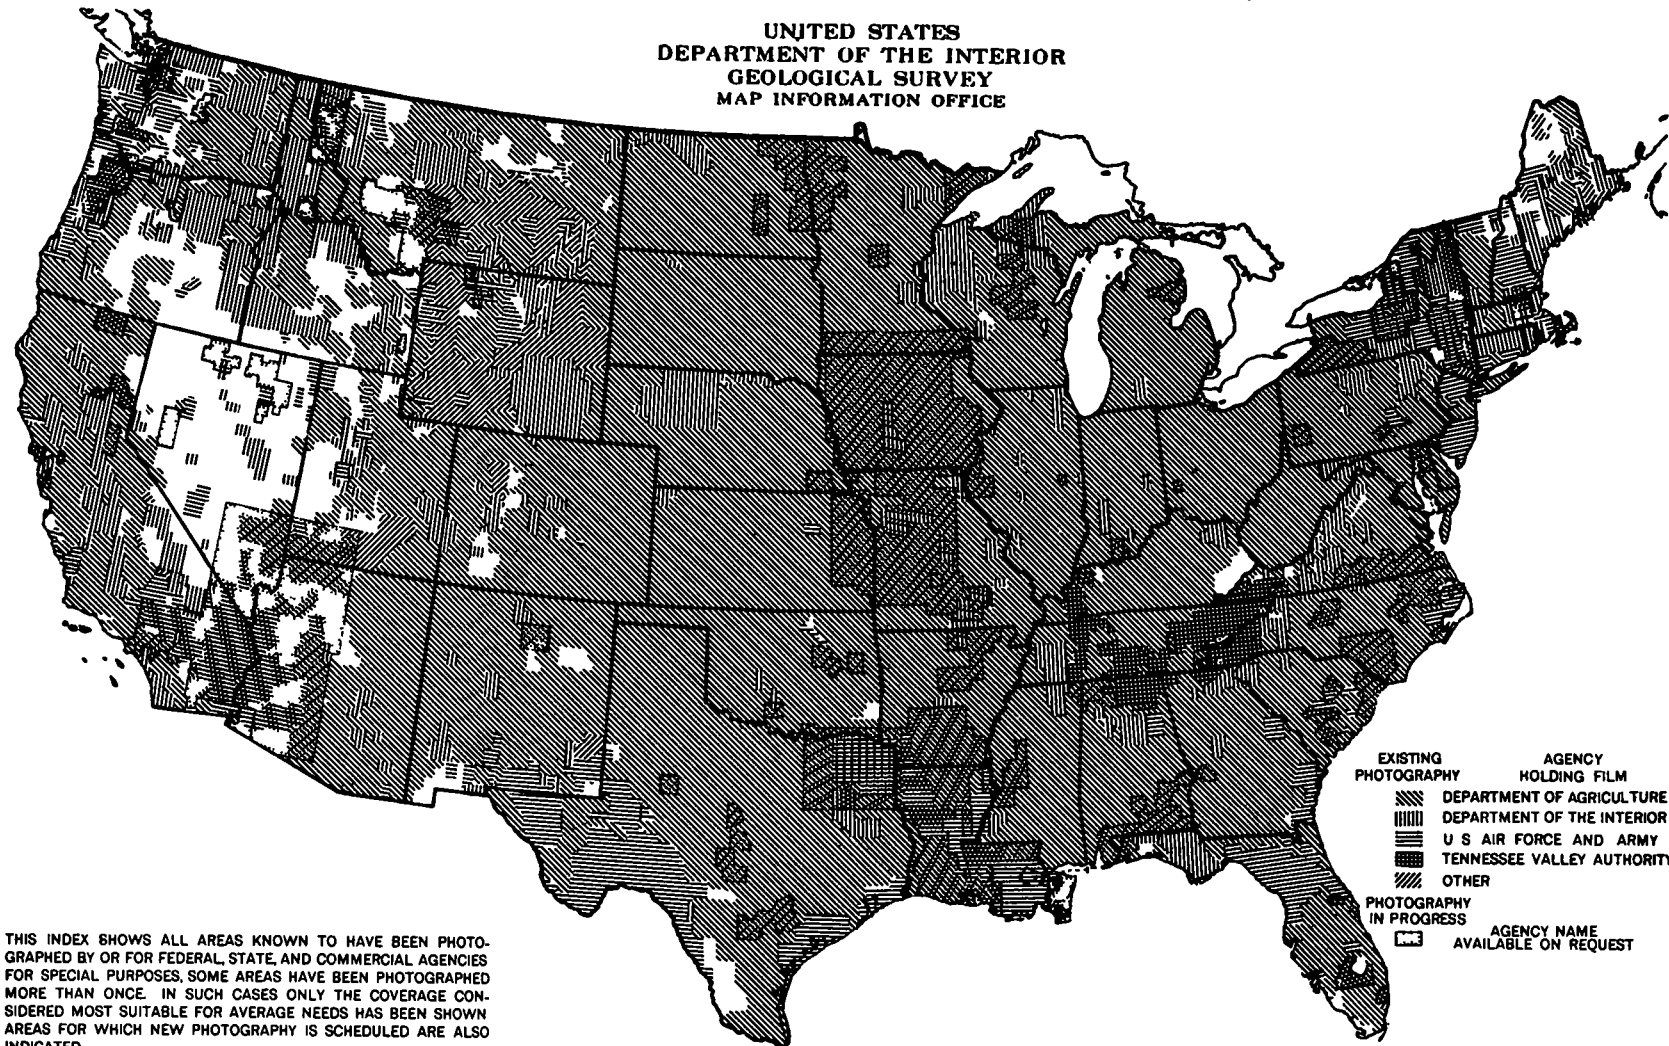 UNITED STATES
DEPARTMENT OF THE INTERIOR
GEOLOGICAL SURVEY
MAP INFORMATION OFFICE
EXISTING PHOTOGRAPHY
AGENCY HOLDING FILM
DEPARTMENT OF AGRICULTURE
DEPARTMENT OF THE INTERIOR
U S AIR FORCE AND ARMY
TENNESSEE VALLEY AUTHORITY
OTHER
PHOTOGRAPHY IN PROGRESS
AGENCY NAME
AVAILABLE ON REQUEST
THIS INDEX SHOWS ALL AREAS KNOWN TO HAVE BEEN PHOTO-
GRAPHED BY OR FOR FEDERAL, STATE, AND COMMERCIAL AGENCIES
FOR SPECIAL PURPOSES, SOME AREAS HAVE BEEN PHOTOGRAPHED
MORE THAN ONCE. IN SUCH CASES ONLY THE COVERAGE CON-
SIDERED MOST SUITABLE FOR AVERAGE NEEDS HAS BEEN SHOWN
AREAS FOR WHICH NEW PHOTOGRAPHY IS SCHEDULED ARE ALSO
INDICATED